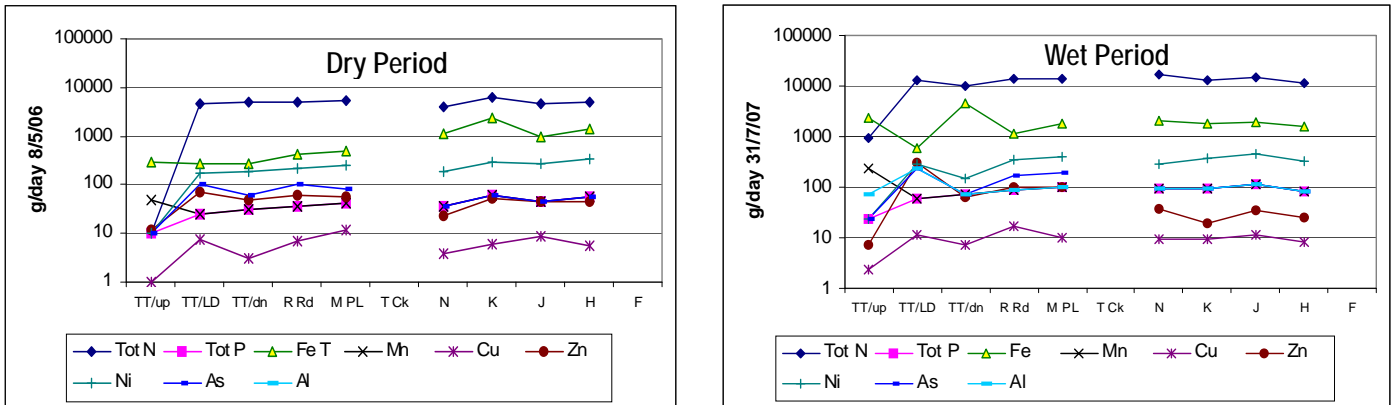 Dry Period
g/day 8/5/06
100000
10000
1000
100
10
1
TT/up TT/LD TT/dn R Rd M PL T Ck N K J H F
Tot N Tot P Fe T Mn Cu Zn
Ni As Al
Wet Period
g/day 31/7/07
100000
10000
1000
100
10
1
TT/up TT/LD TT/dn R Rd M PL T Ck N K J H F
Tot N Tot P Fe Mn Cu Zn
Ni As Al